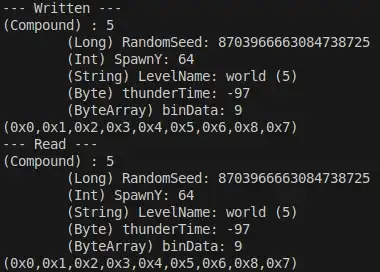 --- Written ---
(Compound) : 5
(Long) RandomSeed: 8703966663084738725
(Int) SpawnY: 64
(String) LevelName: world (5)
(Byte) thunderTime: -97
(ByteArray) binData: 9
(0x0,0x1,0x2,0x3,0x4,0x5,0x6,0x8,0x7)
--- Read ---
(Compound) : 5
(Long) RandomSeed: 8703966663084738725
(Int) SpawnY: 64
(String) LevelName: world (5)
(Byte) thunderTime: -97
(ByteArray) binData: 9
(0x0,0x1,0x2,0x3,0x4,0x5,0x6,0x8,0x7)